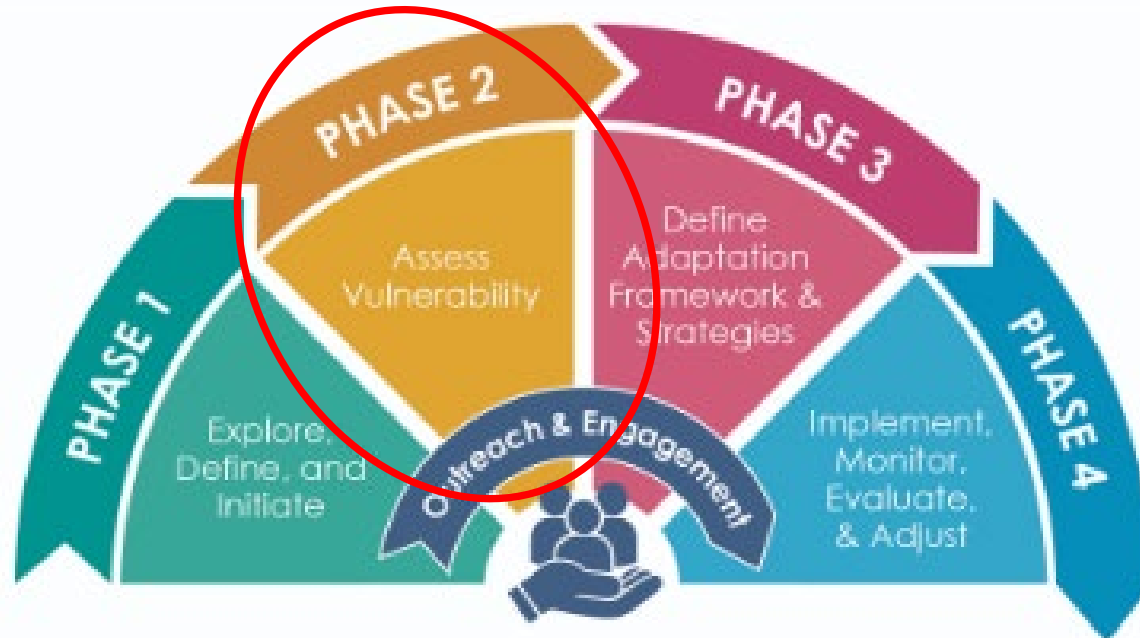 PHASE 1
Explore,
Define, and
Initiate
PHASE 2
Assess
Vulnerability
PHASE 3
Define
Adaptation
Framework &
Strategies
PHASE 4
Implement,
Monitor,
Evaluate,
& Adjust
Outreach & Engagement